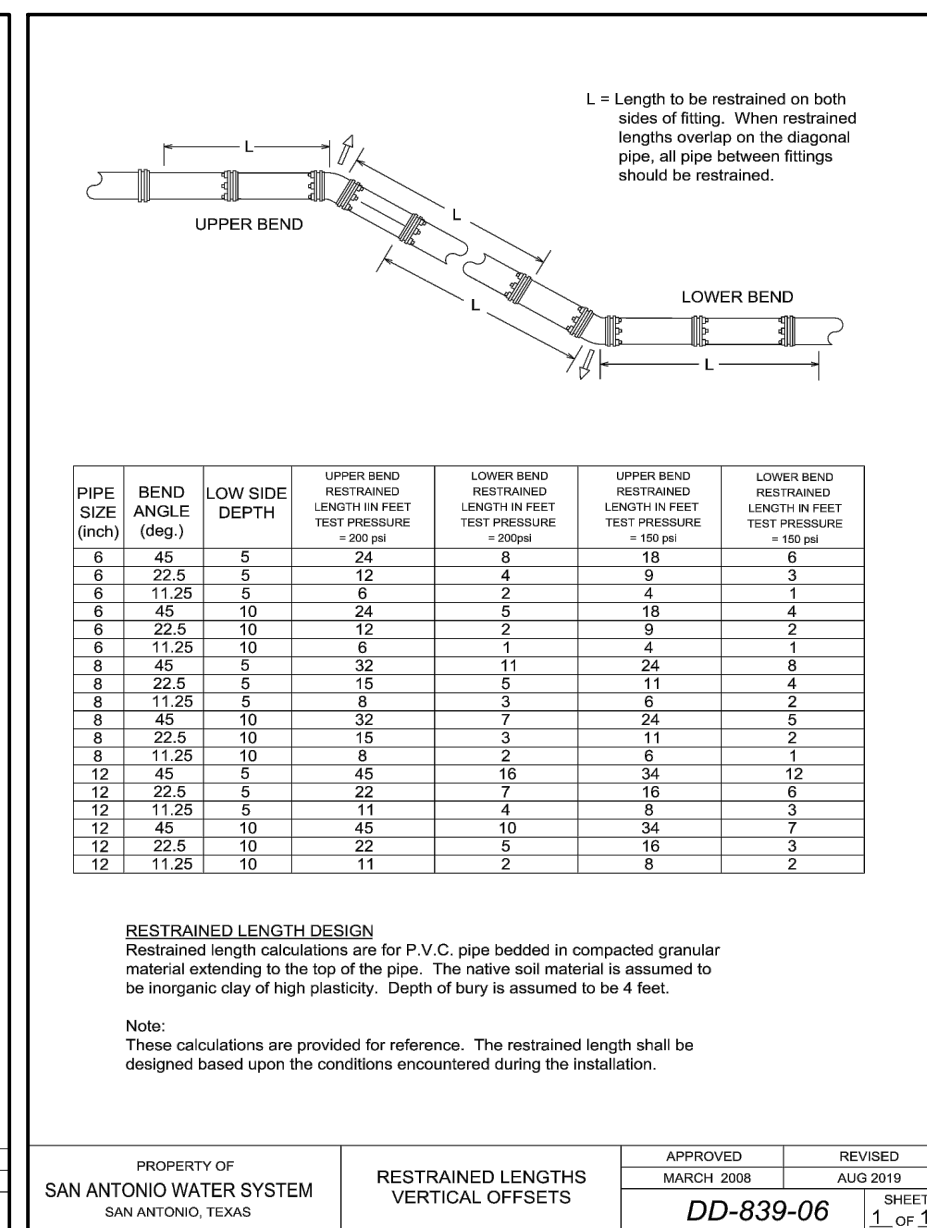 L = Length to be restrained on both
sides of fitting. When restrained
lengths overlap on the diagonal
pipe, all pipe between fittings
should be restrained.
L
UPPER BEND
L
L
LOWER BEND
L
PIPE SIZE (inch) BEND ANGLE (deg.) LOW SIDE DEPTH UPPER BEND RESTRAINED LENGTH IIN FEET TEST PRESSURE = 200 psi LOWER BEND RESTRAINED LENGTH IN FEET TEST PRESSURE = 200psi UPPER BEND RESTRAINED LENGTH IN FEET TEST PRESSURE = 150 psi LOWER BEND RESTRAINED LENGTH IN FEET TEST PRESSURE = 150 psi
6 45 5 24 8 18 6
6 22.5 5 12 4 9 3
6 11.25 5 6 2 4 1
6 45 10 24 5 18 4
6 22.5 10 12 2 9 2
6 11.25 10 6 1 4 1
8 45 5 32 11 24 8
8 22.5 5 15 5 11 4
8 11.25 5 8 3 6 2
8 45 10 32 7 24 5
8 22.5 10 15 3 11 2
8 11.25 10 8 2 6 1
12 45 5 45 16 34 12
12 22.5 5 22 7 16 6
12 11.25 5 11 4 8 3
12 45 10 45 10 34 7
12 22.5 10 22 5 16 3
12 11.25 10 11 2 8 2
RESTRAINED LENGTH DESIGN
Restrained length calculations are for P.V.C. pipe bedded in compacted granular
material extending to the top of the pipe. The native soil material is assumed to
be inorganic clay of high plasticity. Depth of bury is assumed to be 4 feet.
Note:
These calculations are provided for reference. The restrained length shall be
designed based upon the conditions encountered during the installation.
PROPERTY OF
SAN ANTONIO WATER SYSTEM
SAN ANTONIO, TEXAS
RESTRAINED LENGTHS
VERTICAL OFFSETS
APPROVED REVISED
MARCH 2008 AUG 2019
DD-839-06
SHEET
1 OF 1